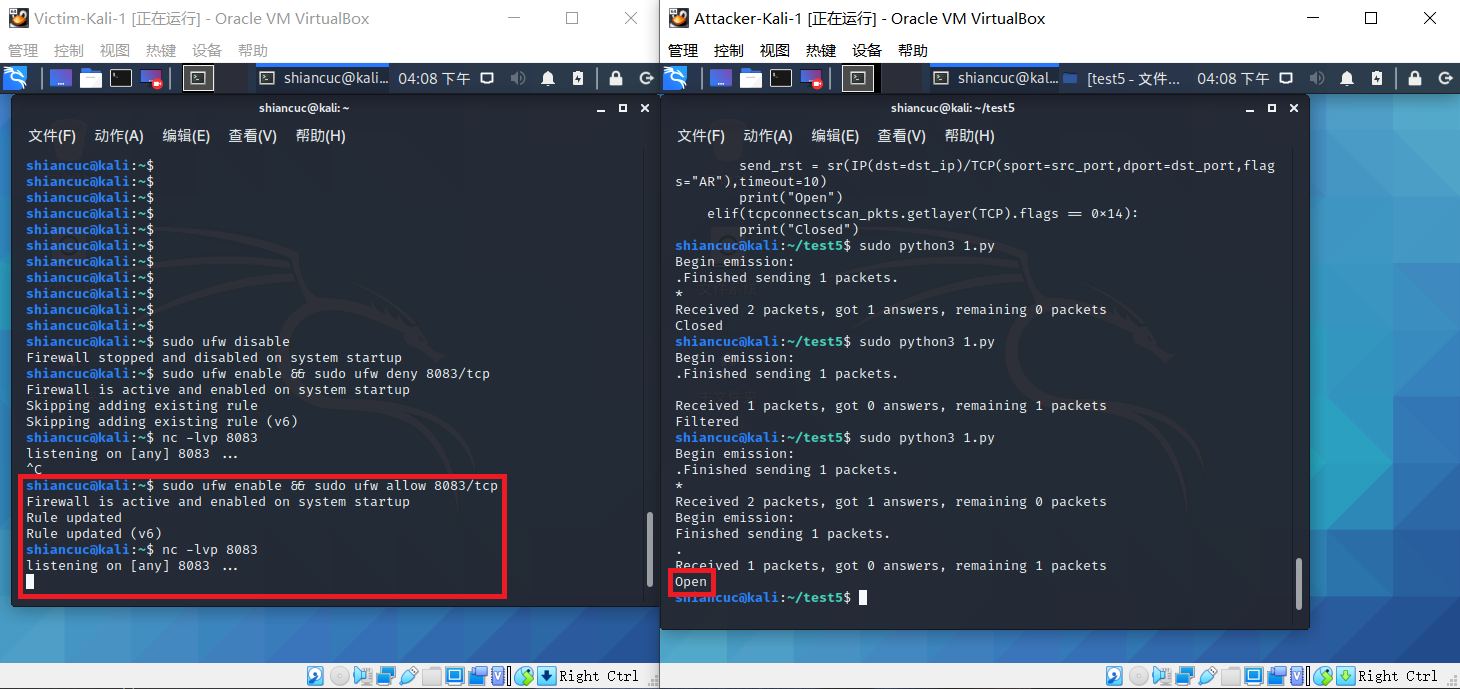 Victim-Kali-1 [正在运行] - Oracle VM VirtualBox
管理 控制 视图 热键 设备 帮助
shiancuc@kali:... 04:08 下午
shiancuc@kali: ~
文件(F) 动作(A) 编辑(E) 查看(V) 帮助(H)
shiancuc@kali:~$
shiancuc@kali:~$
shiancuc@kali:~$
shiancuc@kali:~$
shiancuc@kali:~$
shiancuc@kali:~$
shiancuc@kali:~$
shiancuc@kali:~$
shiancuc@kali:~$
shiancuc@kali:~$
shiancuc@kali:~$
shiancuc@kali:~$ sudo ufw disable
Firewall stopped and disabled on system startup
shiancuc@kali:~$ sudo ufw enable && sudo ufw deny 8083/tcp
Firewall is active and enabled on system startup
Skipping adding existing rule
Skipping adding existing rule (v6)
shiancuc@kali:~$ nc -lvp 8083
listening on [any] 8083 ...
^C
shiancuc@kali:~$ sudo ufw enable && sudo ufw allow 8083/tcp
Firewall is active and enabled on system startup
Rule updated
Rule updated (v6)
shiancuc@kali:~$ nc -lvp 8083
listening on [any] 8083 ...
Right Ctrl
Attacker-Kali-1 [正在运行] - Oracle VM VirtualBox
管理 控制 视图 热键 设备 帮助
shiancuc@kal... [test5 - 文件... 04:08 下午
shiancuc@kali: ~/test5
文件(F) 动作(A) 编辑(E) 查看(V) 帮助(H)
send_rst = sr(IP(dst=dst_ip)/TCP(sport=src_port,dport=dst_port,flag
s="AR"),timeout=10)
print("Open")
elif(tcpconnectscan_pkts.getlayer(TCP).flags == 0×14):
print("Closed")
shiancuc@kali:~/test5$ sudo python3 1.py
Begin emission:
.Finished sending 1 packets.
*
Received 2 packets, got 1 answers, remaining 0 packets
Closed
shiancuc@kali:~/test5$ sudo python3 1.py
Begin emission:
.Finished sending 1 packets.
Received 1 packets, got 0 answers, remaining 1 packets
Filtered
shiancuc@kali:~/test5$ sudo python3 1.py
Begin emission:
.Finished sending 1 packets.
*
Received 2 packets, got 1 answers, remaining 0 packets
Begin emission:
Finished sending 1 packets.
.
Received 1 packets, got 0 answers, remaining 1 packets
Open
shiancuc@kali:~/test5$
Right Ctrl